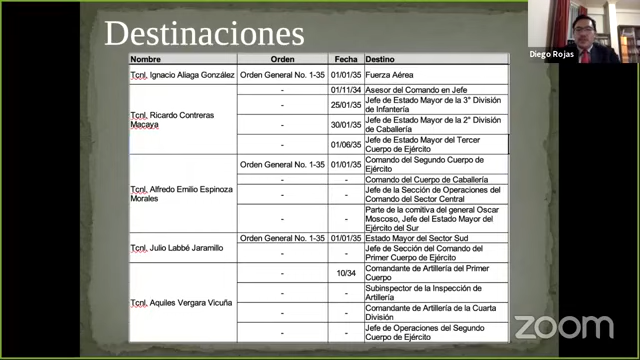 Destinaciones
Nombre Orden Fecha Destino
Tcnl, Ignacio Aliaga González Orden General No. 1-35 01/01/35 Fuerza Aérea
Tcnl, Ricardo Contreras
Macaya
- 01/11/34 Asesor del Comando en Jefe
- 25/01/35 Jefe de Estado Mayor de la 3° División
de Infantería
- 30/01/35 Jefe de Estado Mayor de la 2° División
de Caballería
- 01/06/35 Jefe de Estado Mayor del Tercer
Cuerpo de Ejército
Tcnl, Alfredo Emilio Espinoza
Morales
Orden General No. 1-35 01/01/35 Comando del Segundo Cuerpo de
Ejército
- - Comando del Cuerpo de Caballería
- - Jefe de la Sección de Operaciones del
Comando del Sector Central
- - Parte de la comitiva del general Oscar
Moscoso, Jefe del Estado Mayor del
Ejército del Sur
Tcnl, Julio Labbé Jaramillo
Orden General No. 1-35 01/01/35 Estado Mayor del Sector Sud
- - Jefe de Sección del Comando del
Primer Cuerpo de Ejército
Tcnl, Aquiles Vergara Vicuña
- 10/34 Comandante de Artillería del Primer
Cuerpo
- - Subinspector de la Inspección de
Artillería
- - Comandante de Artillería de la Cuarta
División
- - Jefe de Operaciones del Segundo
Cuerpo de Ejército
Diego Rojas
zoom